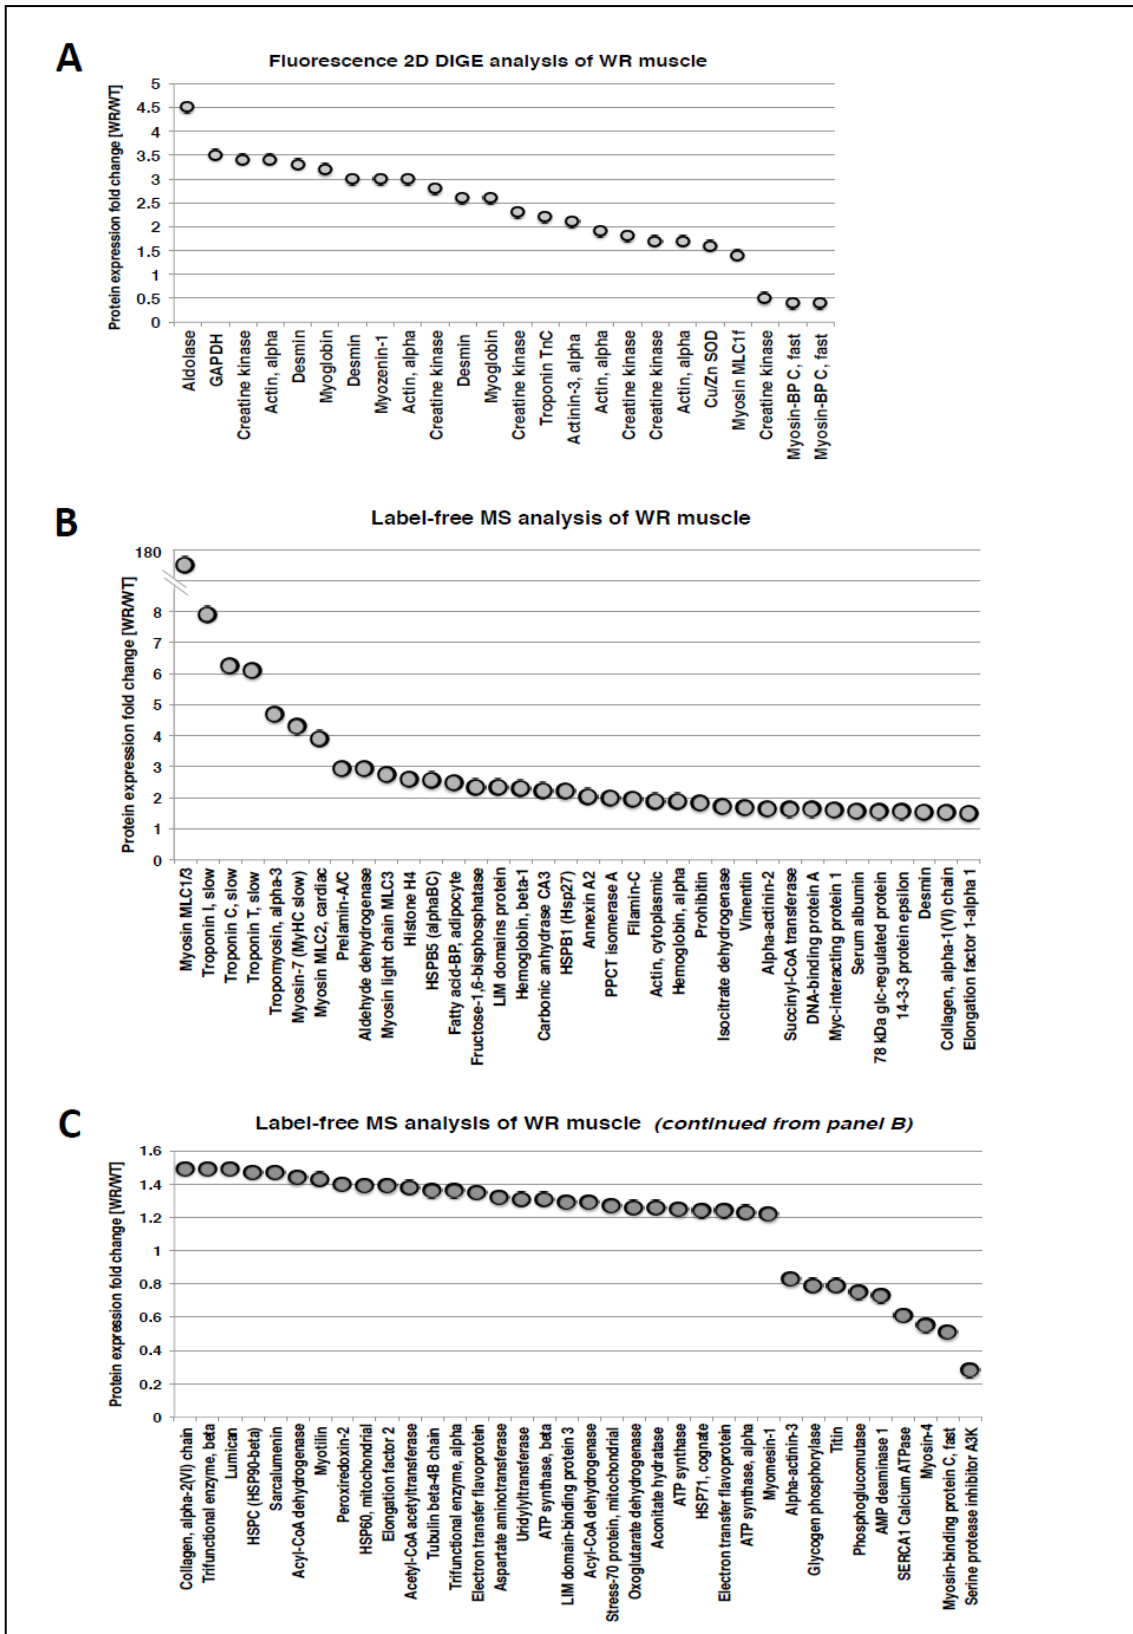 A
Fluorescence 2D DIGE analysis of WR muscle
Protein expression fold change [WR/WT]
5
4.5
4
3.5
3
2.5
2
1.5
1
0.5
0
Aldolase
GAPDH
Creatine kinase
Actin, alpha
Desmin
Myoglobin
Desmin
Myozenin-1
Actin, alpha
Creatine kinase
Desmin
Myoglobin
Creatine kinase
Troponin TnC
Actinin-3, alpha
Actin, alpha
Creatine kinase
Creatine kinase
Actin, alpha
Cu/Zn SOD
Myosin MLC1f
Creatine kinase
Myosin-BP C, fast
Myosin-BP C, fast
B
Label-free MS analysis of WR muscle
Protein expression fold change [WR/WT]
180
8
7
6
5
4
3
2
1
0
Myosin MLC1/3
Troponin I, slow
Troponin C, slow
Troponin T, slow
Tropomyosin, alpha-3
Myosin-7 (MyHC slow)
Myosin MLC2, cardiac
Prelamin-A/C
Aldehyde dehydrogenase
Myosin light chain MLC3
Histone H4
HSPB5 (alphaBC)
Fatty acid-BP, adipocyte
Fructose-1,6-bisphosphatase
LIM domains protein
Hemoglobin, beta-1
Carbonic anhydrase CA3
HSPB1 (Hsp27)
Annexin A2
PPCT isomerase A
Filamin-C
Actin, cytoplasmic
Hemoglobin, alpha
Prohibitin
Isocitrate dehydrogenase
Vimentin
Alpha-actinin-2
Succinyl-CoA transferase
DNA-binding protein A
Myc-interacting protein 1
Serum albumin
78 kDa glc-regulated protein
14-3-3 protein epsilon
Desmin
Collagen, alpha-1(VI) chain
Elongation factor 1-alpha 1
C
Label-free MS analysis of WR muscle (continued from panel B)
Protein expression fold change [WR/WT]
1.6
1.4
1.2
1
0.8
0.6
0.4
0.2
0
Collagen, alpha-2(VI) chain
Trifunctional enzyme, beta
Lumican
HSPC (HSP90-beta)
Sarcalumenin
Acyl-CoA dehydrogenase
Myotilin
Peroxiredoxin-2
HSP60, mitochondrial
Elongation factor 2
Acetyl-CoA acetyltransferase
Tubulin beta-4B chain
Trifunctional enzyme, alpha
Electron transfer flavoprotein
Aspartate aminotransferase
Uridylyltransferase
ATP synthase, beta
LIM domain-binding protein 3
Acyl-CoA dehydrogenase
Stress-70 protein, mitochondrial
Oxoglutarate dehydrogenase
Aconitate hydratase
ATP synthase
HSP71, cognate
Electron transfer flavoprotein
ATP synthase, alpha
Myomesin-1
Alpha-actinin-3
Glycogen phosphorylase
Titin
Phosphoglucomutase
AMP deaminase 1
SERCA1 Calcium ATPase
Myosin-4
Myosin-binding protein C, fast
Serine protease inhibitor A3K